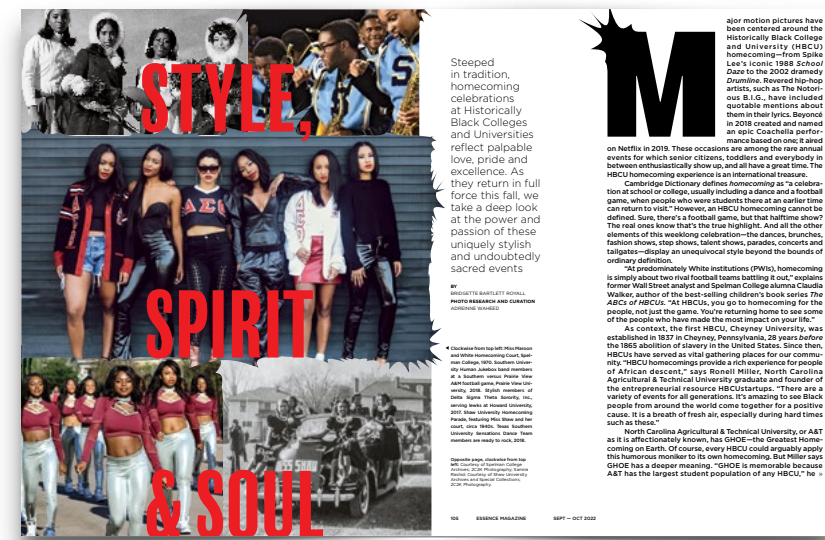 STYLE,
SPIRIT
& SOUL
ΔΣΘ
S
S
MISS SHAW
Steeped
in tradition,
homecoming
celebrations
at Historically
Black Colleges
and Universities
reflect palpable
love, pride and
excellence. As
they return in full
force this fall, we
take a deep look
at the power and
passion of these
uniquely stylish
and undoubtedly
sacred events
BY
BRIDGETTE BARTLETT ROYALL
PHOTO RESEARCH AND CURATION
ADRIENNE WAHEED
Clockwise from top left: Miss Maroon
and White Homecoming Court, Spel-
man College, 1970. Southern Univer-
sity Human Jukebox band members
at a Southern versus Prairie View
A&M football game, Prairie View Uni-
versity, 2018. Stylish members of
Delta Sigma Theta Sorority, Inc.,
serving lewks at Howard University,
2017. Shaw University Homecoming
Parade, featuring Miss Shaw and her
court, circa 1940s. Texas Southern
University Sensations Dance Team
members are ready to rock, 2018.
Opposite page, clockwise from top
left: Courtesy of Spelman College
Archives; 2C2K Photography; Samira
Rashid; Courtesy of Shaw University
Archives and Special Collections;
2C2K Photography.
105 ESSENCE MAGAZINE SEPT — OCT 2022
Major motion pictures have
been centered around the
Historically Black College
and University (HBCU)
homecoming—from Spike
Lee's iconic 1988 School
Daze to the 2002 dramedy
Drumline. Revered hip-hop
artists, such as The Notori-
ous B.I.G., have included
quotable mentions about
them in their lyrics. Beyoncé
in 2018 created and named
an epic Coachella perfor-
mance based on one; it aired
on Netflix in 2019. These occasions are among the rare annual
events for which senior citizens, toddlers and everybody in
between enthusiastically show up, and all have a great time. The
HBCU homecoming experience is an international treasure.
Cambridge Dictionary defines homecoming as "a celebra-
tion at school or college, usually including a dance and a football
game, when people who were students there at an earlier time
can return to visit." However, an HBCU homecoming cannot be
defined. Sure, there's a football game, but that halftime show?
The real ones know that's the true highlight. And all the other
elements of this weeklong celebration—the dances, brunches,
fashion shows, step shows, talent shows, parades, concerts and
tailgates—display an unequivocal style beyond the bounds of
ordinary definition.
"At predominately White institutions (PWIs), homecoming
is simply about two rival football teams battling it out," explains
former Wall Street analyst and Spelman College alumna Claudia
Walker, author of the best-selling children's book series The
ABCs of HBCUs. "At HBCUs, you go to homecoming for the
people, not just the game. You're returning home to see some
of the people who have made the most impact on your life."
As context, the first HBCU, Cheyney University, was
established in 1837 in Cheyney, Pennsylvania, 28 years before
the 1865 abolition of slavery in the United States. Since then,
HBCUs have served as vital gathering places for our commu-
nity. "HBCU homecomings provide a rich experience for people
of African descent," says Ronell Miller, North Carolina
Agricultural & Technical University graduate and founder of
the entrepreneurial resource HBCUstartups. "There are a
variety of events for all generations. It's amazing to see Black
people from around the world come together for a positive
cause. It is a breath of fresh air, especially during hard times
such as these."
North Carolina Agricultural & Technical University, or A&T
as it is affectionately known, has GHOE—the Greatest Home-
coming on Earth. Of course, every HBCU could arguably apply
this humorous moniker to its own homecoming. But Miller says
GHOE has a deeper meaning. "GHOE is memorable because
A&T has the largest student population of any HBCU," he »